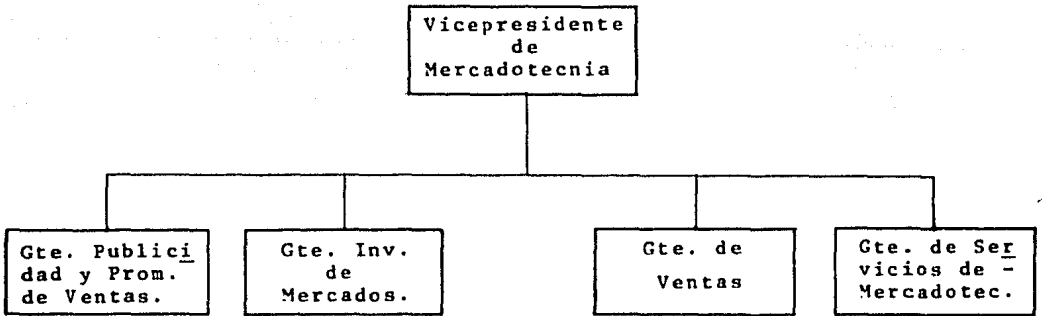 Vicepresidente
de
Mercadotecnia
Gte. Publici
dad y Prom.
de Ventas.
Gte. Inv.
de
Mercados.
Gte. de
Ventas
Gte. de Ser
vicios de -
Mercadotec.